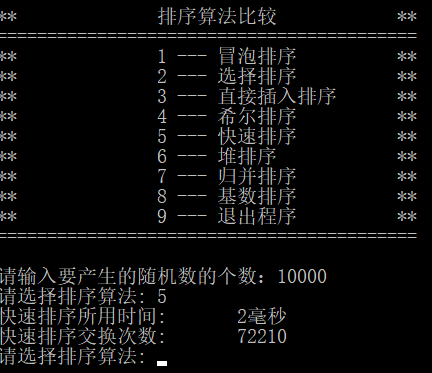 ** 排序算法比较 **
==========================================
** 1 --- 冒泡排序 **
** 2 --- 选择排序 **
** 3 --- 直接插入排序 **
** 4 --- 希尔排序 **
** 5 --- 快速排序 **
** 6 --- 堆排序 **
** 7 --- 归并排序 **
** 8 --- 基数排序 **
** 9 --- 退出程序 **
==========================================
请输入要产生的随机数的个数：10000
请选择排序算法: 5
快速排序所用时间: 2毫秒
快速排序交换次数: 72210
请选择排序算法: